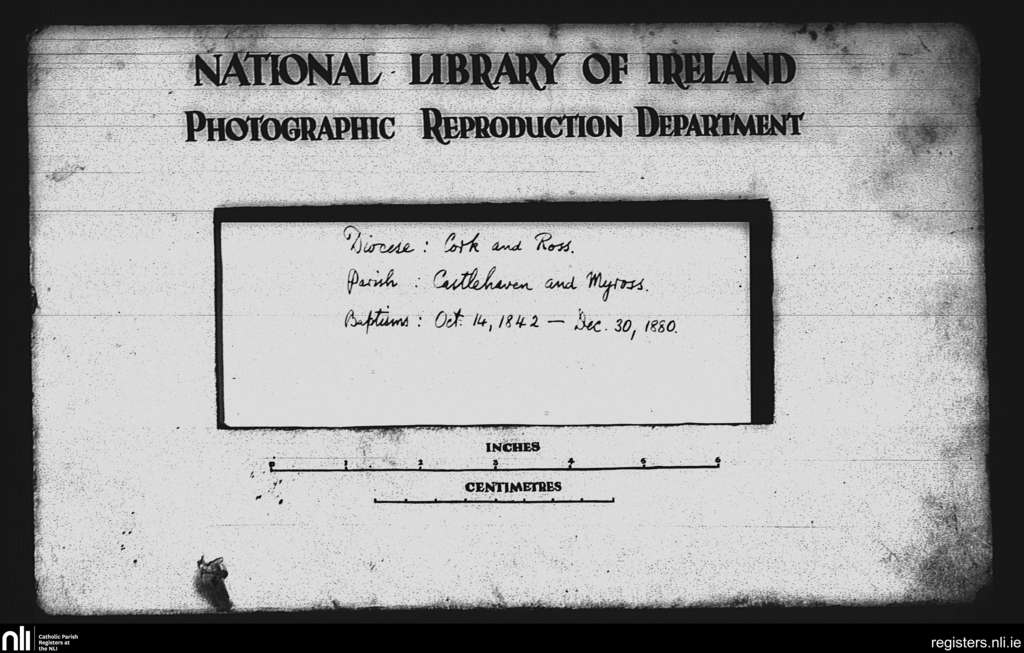 NATIONAL LIBRARY OF IRELAND
PHOTOGRAPHIC REPRODUCTION DEPARTMENT
Diocese : Cork and Ross.
Parish : Castlehaven and Myross.
Baptisms : Oct. 14, 1842 — Dec. 30, 1880.
INCHES
0 1 2 3 4 5 6
CENTIMETRES
nli Catholic Parish
Registers at
the NLI
registers.nli.ie